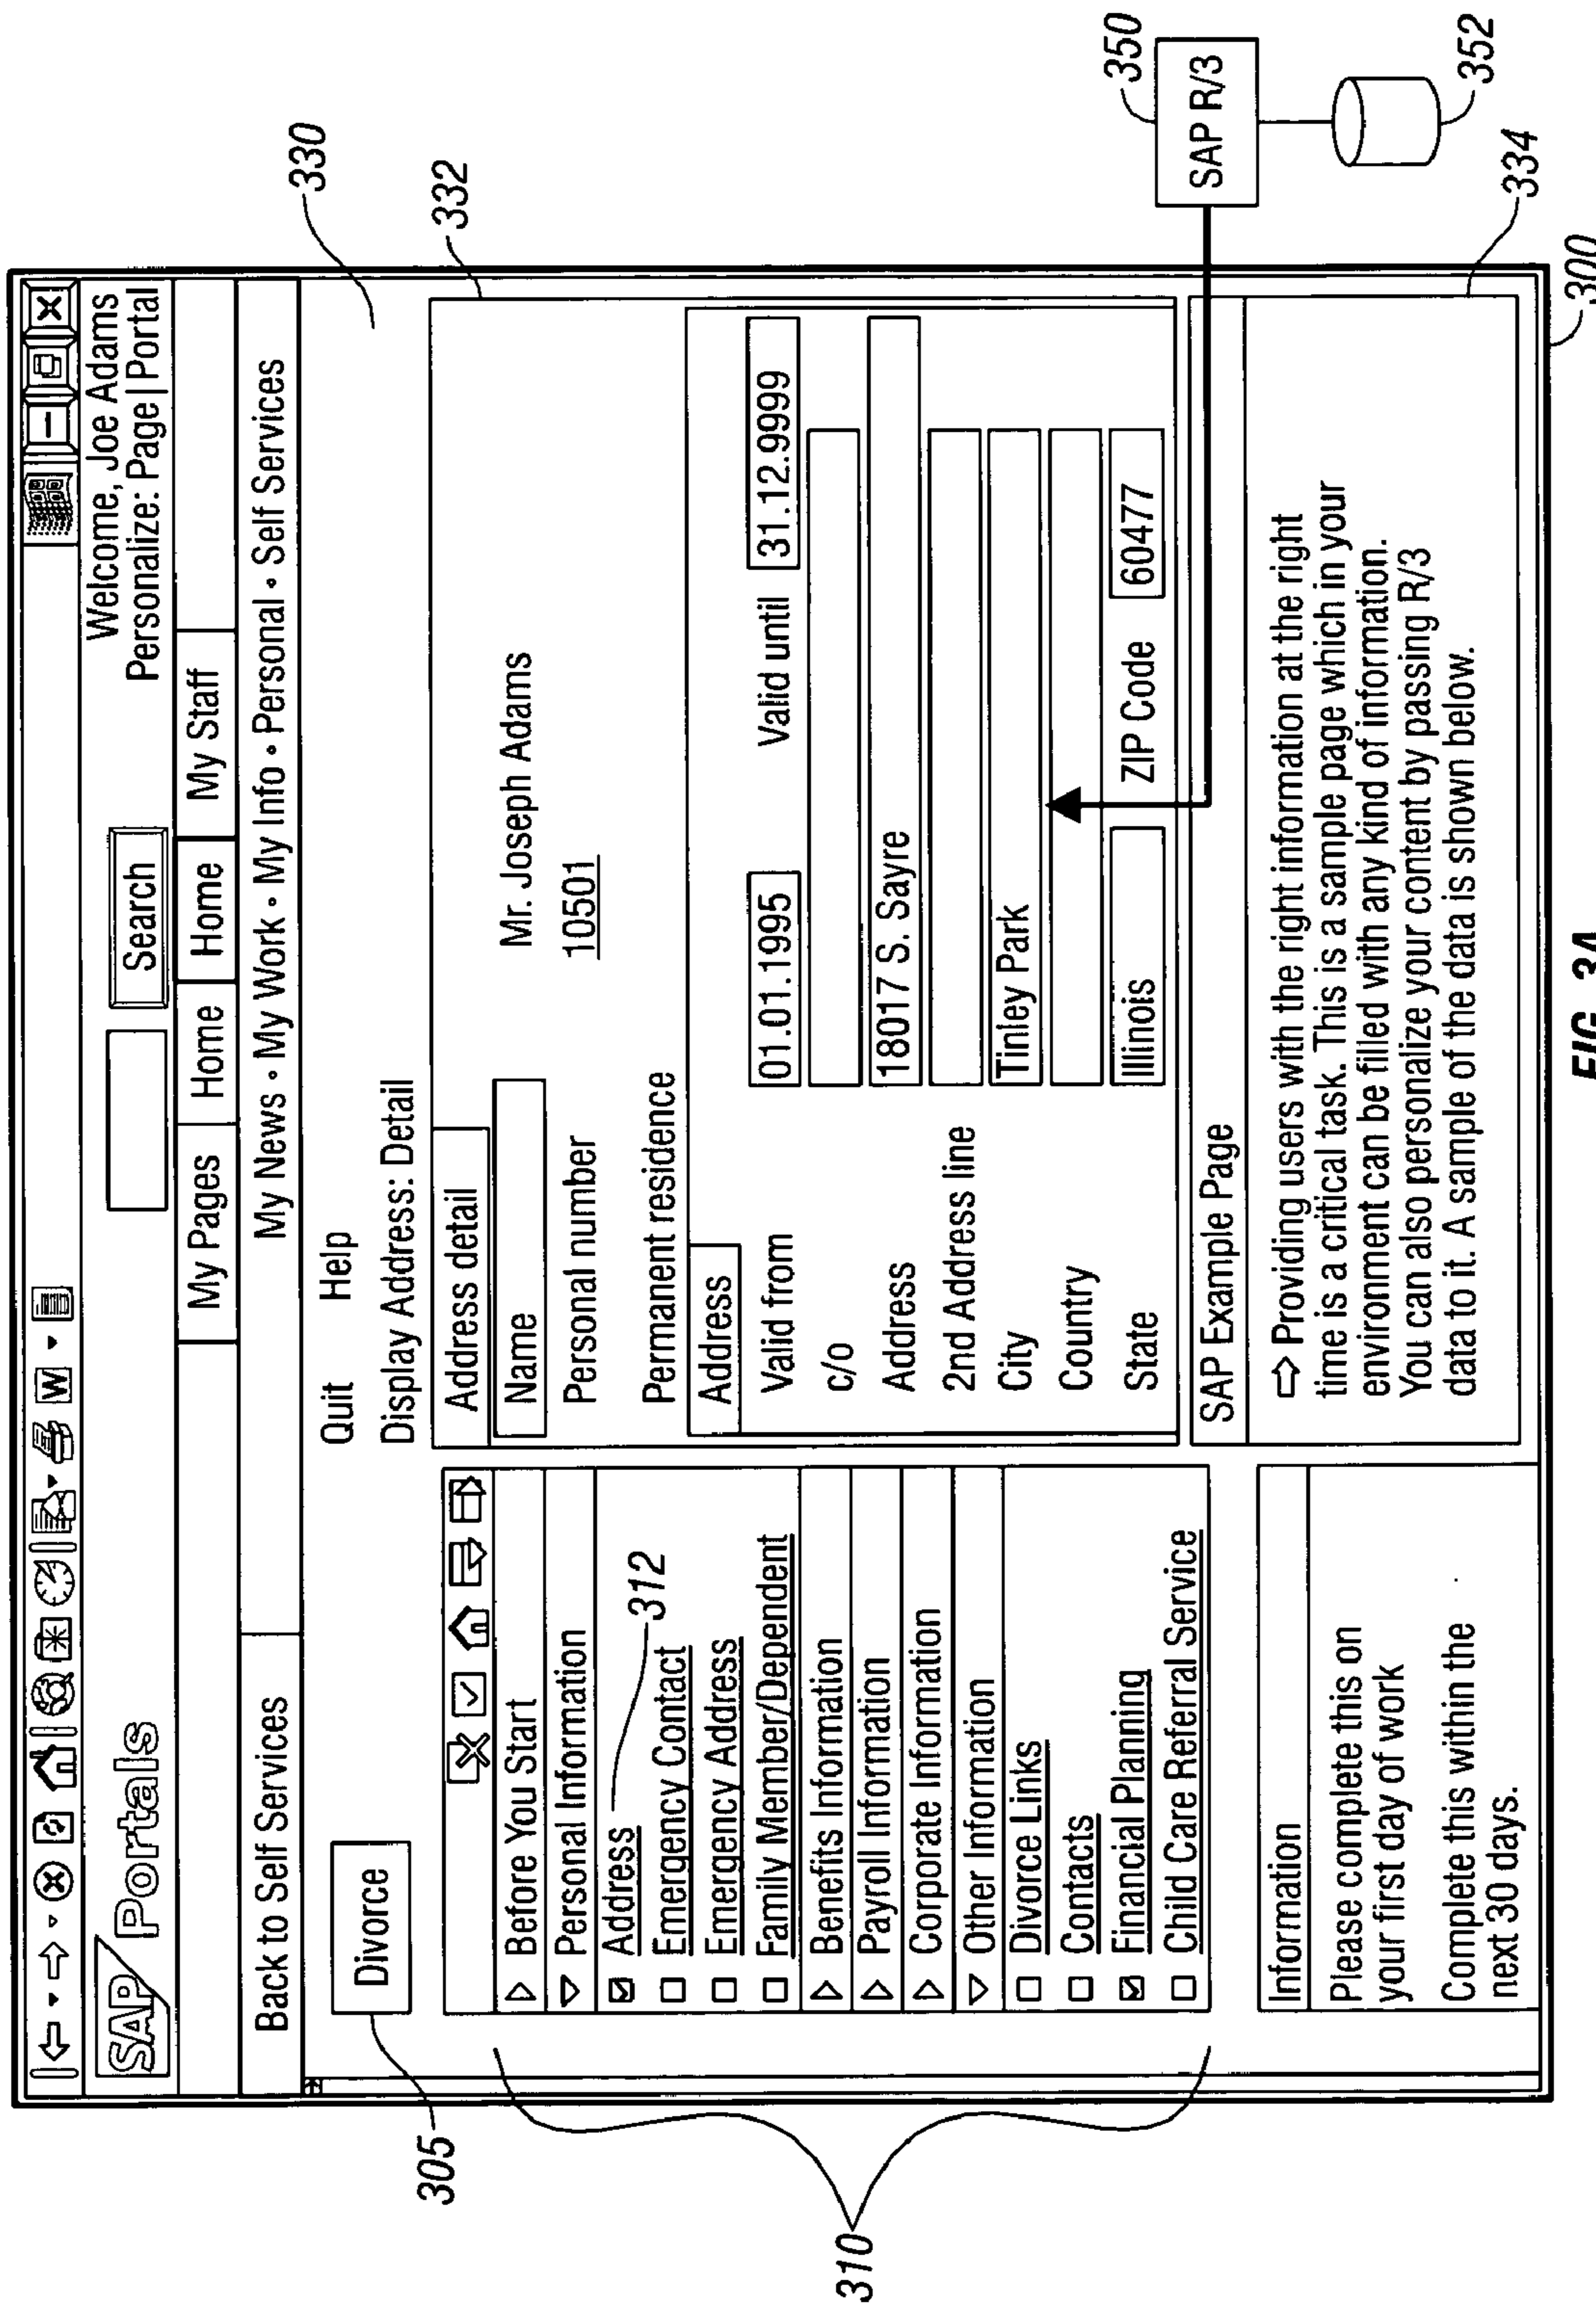 Welcome, Joe Adams
SAP Portals
Search
Personalize: Page | Portal
My Pages Home Home My Staff
Back to Self Services
My News • My Work • My Info • Personal • Self Services
305
Divorce
Quit Help
330
Display Address: Detail
332
Address detail
Name Mr. Joseph Adams
Personal number 10501
Permanent residence
Address
Valid from 01.01.1995 Valid until 31.12.9999
c/o
Address 18017 S. Sayre
2nd Address line
City Tinley Park
Country
State Illinois ZIP Code 60477
310
Before You Start
Personal Information
Address
312
Emergency Contact
Emergency Address
Family Member/Dependent
Benefits Information
Payroll Information
Corporate Information
Other Information
Divorce Links
Contacts
Financial Planning
Child Care Referral Service
350
SAP R/3
352
Information
Please complete this on
your first day of work
Complete this within the
next 30 days.
SAP Example Page
334
⇨ Providing users with the right information at the right
time is a critical task. This is a sample page which in your
environment can be filled with any kind of information.
You can also personalize your content by passing R/3
data to it. A sample of the data is shown below.
300
FIG. 3A